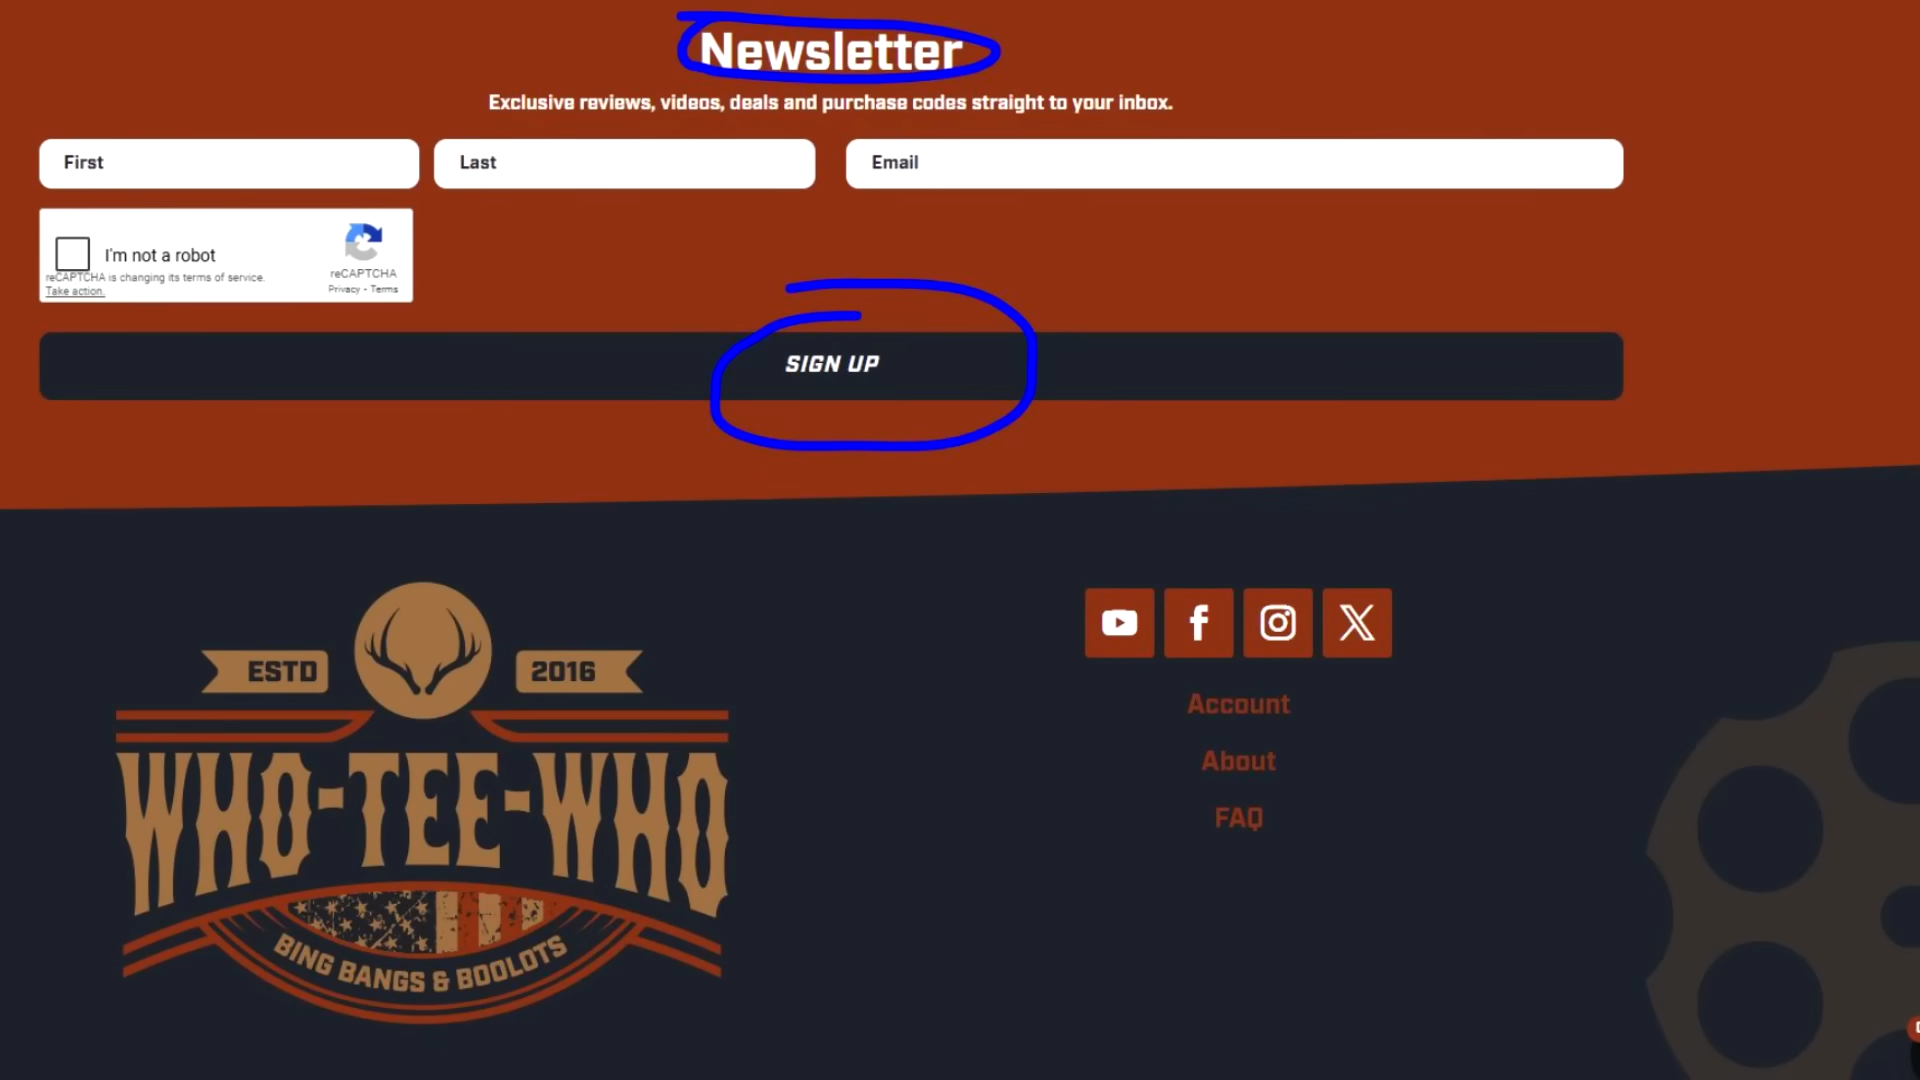 Newsletter
Exclusive reviews, videos, deals and purchase codes straight to your inbox.
First
Last
Email
I'm not a robot
reCAPTCHA is changing its terms of service.
Take action.
reCAPTCHA
Privacy - Terms
SIGN UP
ESTD
2016
WHO-TEE-WHO
BING BANGS & BOOLOTS
Account
About
FAQ